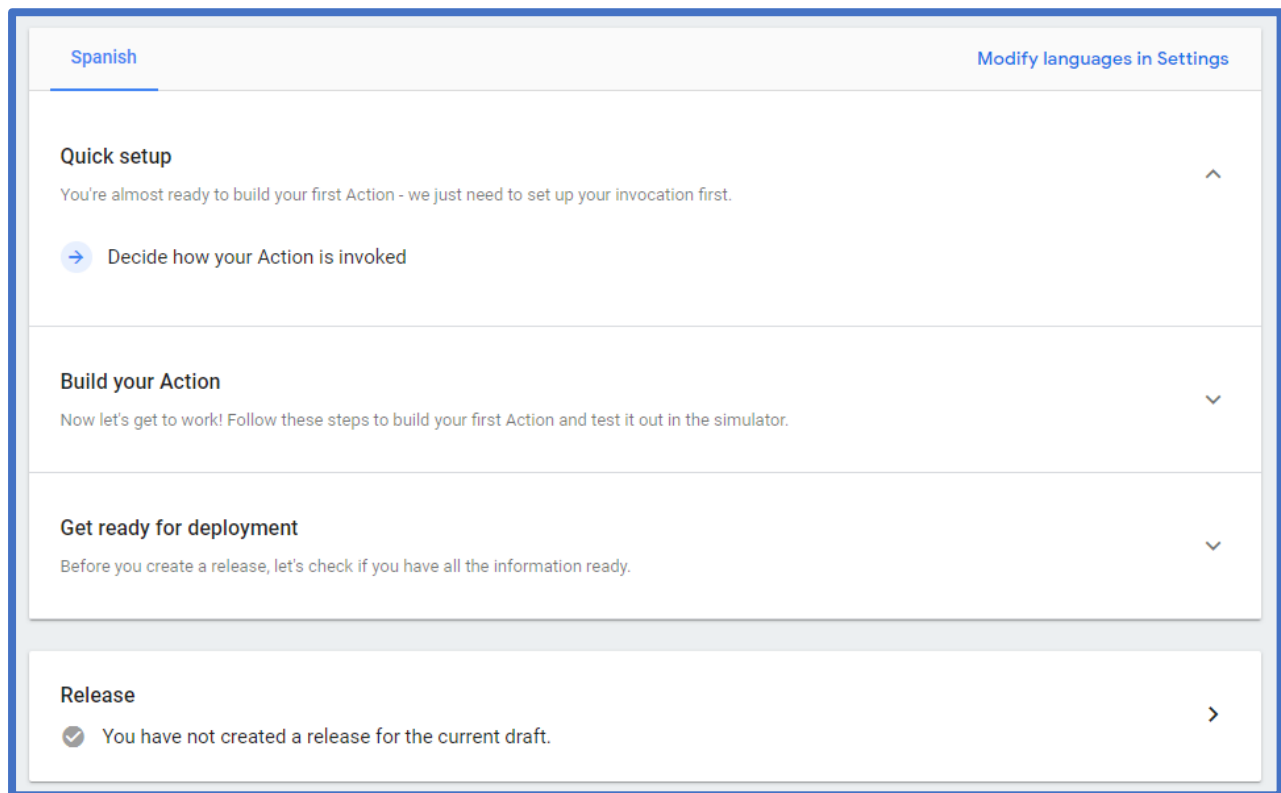 Spanish
Modify languages in Settings
Quick setup
You're almost ready to build your first Action - we just need to set up your invocation first.
Decide how your Action is invoked
Build your Action
Now let's get to work! Follow these steps to build your first Action and test it out in the simulator.
Get ready for deployment
Before you create a release, let's check if you have all the information ready.
Release
You have not created a release for the current draft.